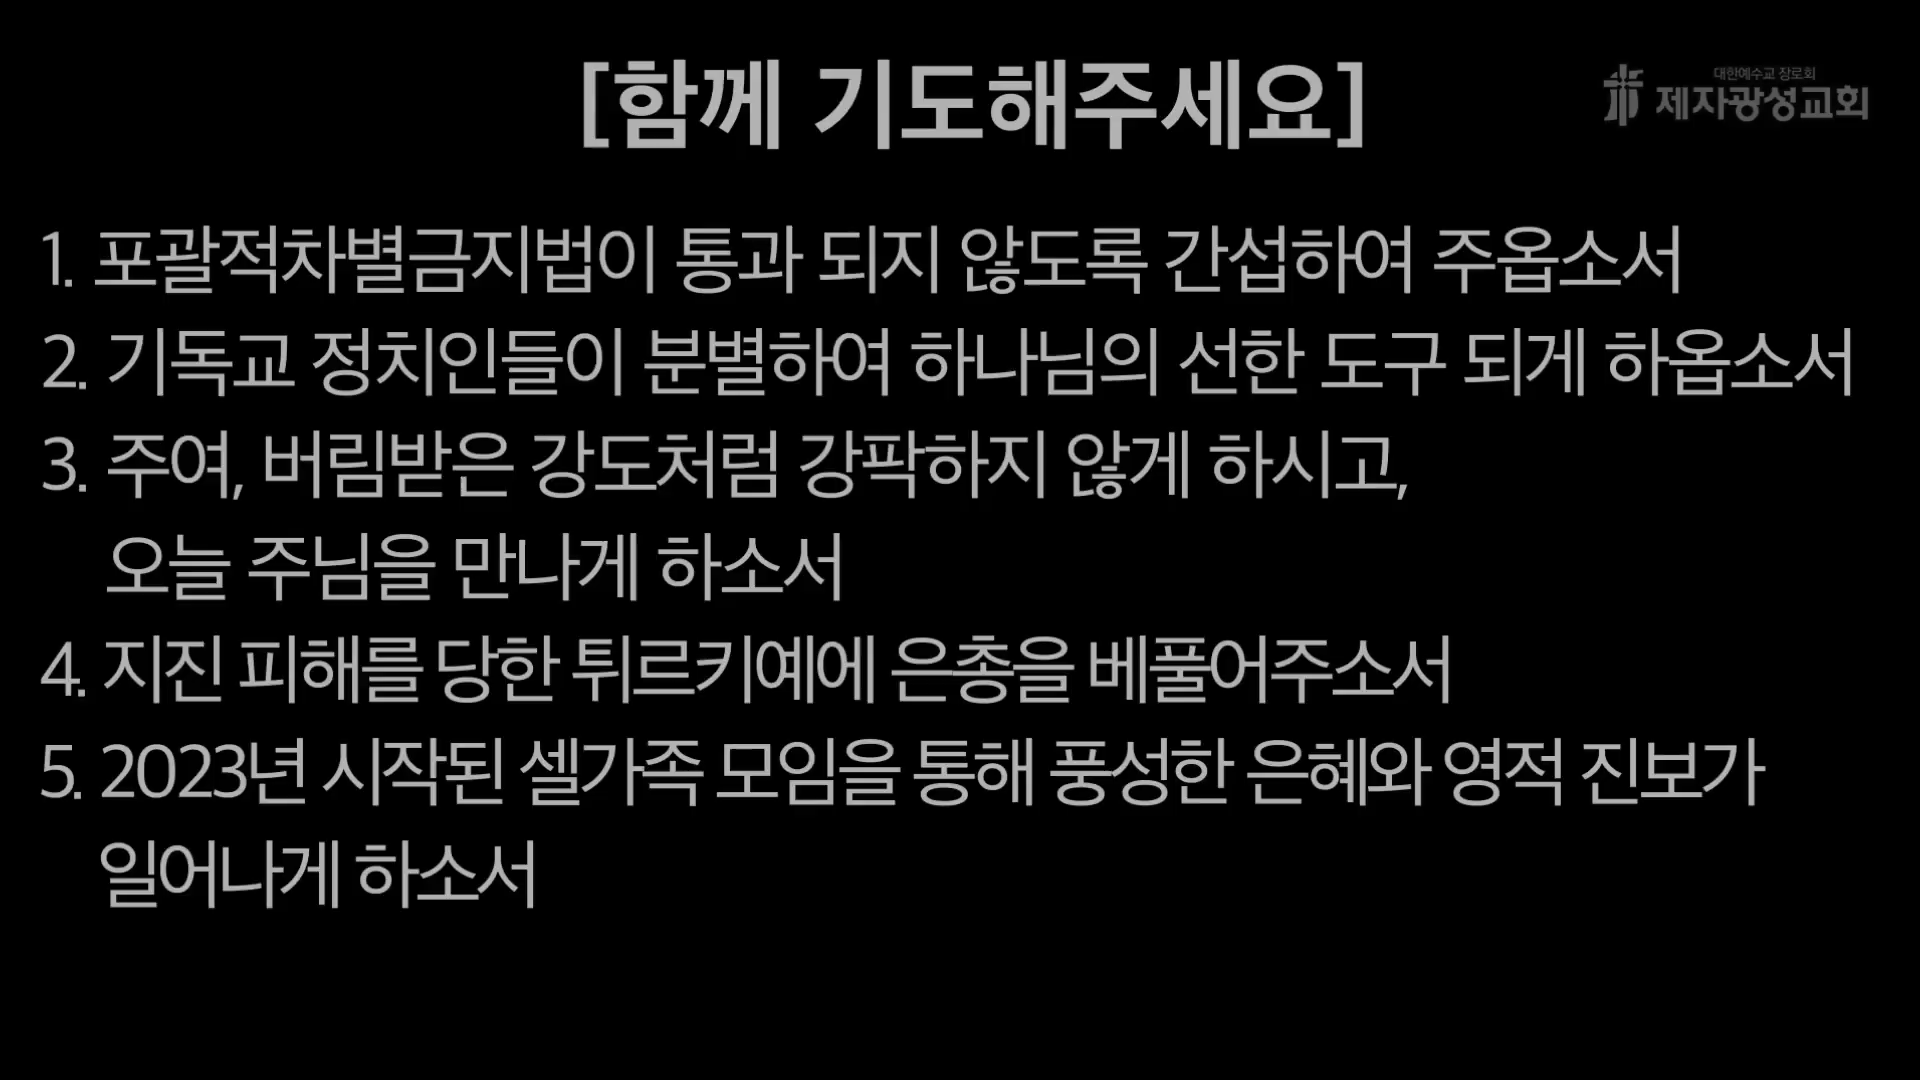 [함께 기도해주세요]
대한예수교 장로회
제자광성교회
1. 포괄적차별금지법이 통과 되지 않도록 간섭하여 주옵소서
2. 기독교 정치인들이 분별하여 하나님의 선한 도구 되게 하옵소서
3. 주여, 버림받은 강도처럼 강팍하지 않게 하시고,
오늘 주님을 만나게 하소서
4. 지진 피해를 당한 튀르키예에 은총을 베풀어주소서
5. 2023년 시작된 셀가족 모임을 통해 풍성한 은혜와 영적 진보가
일어나게 하소서